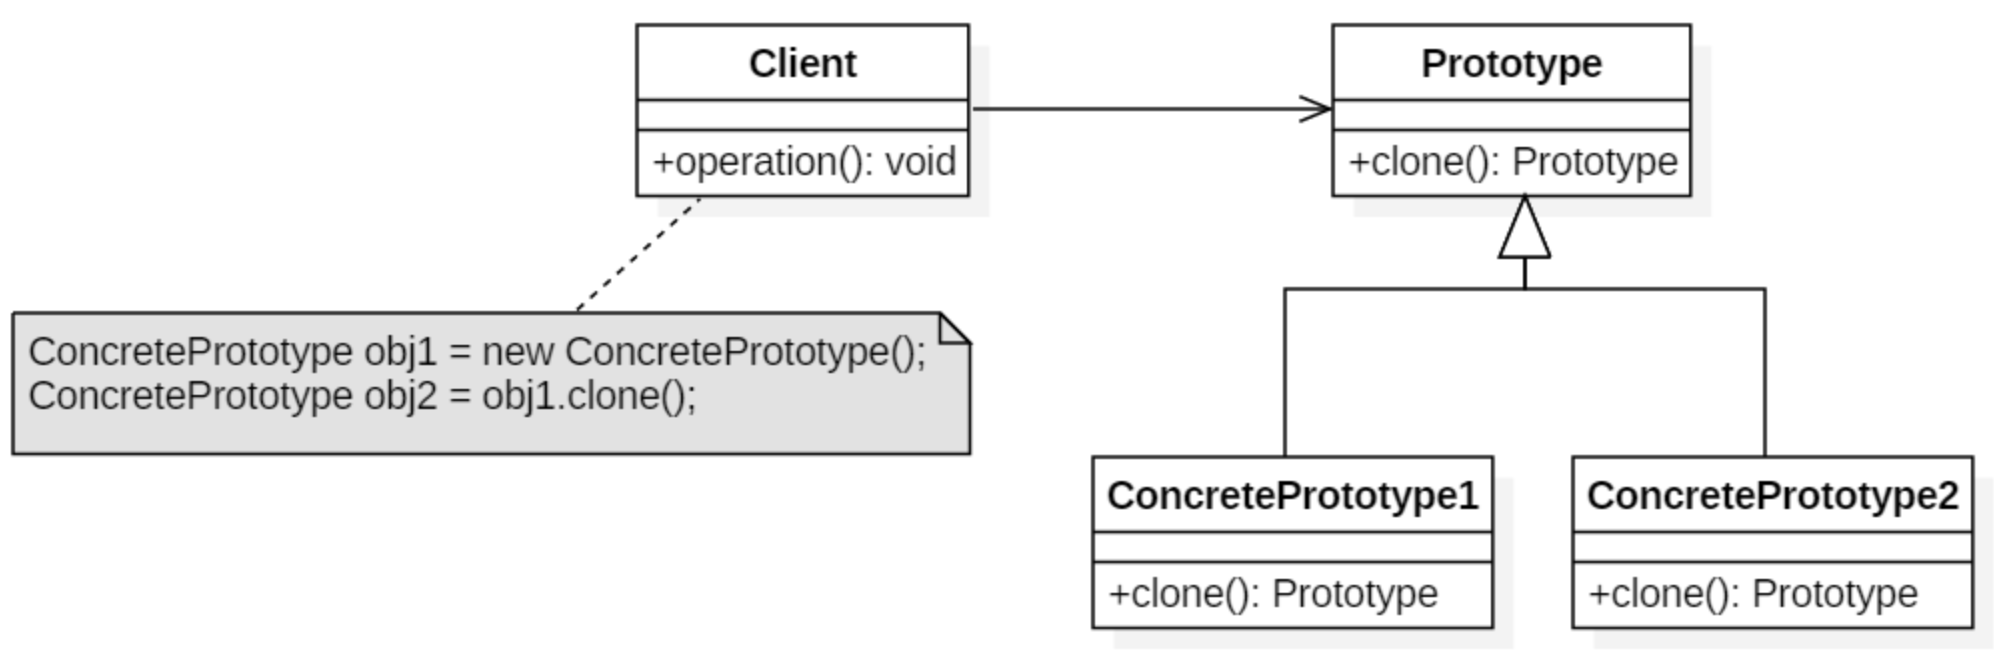 Client
+operation(): void
Prototype
+clone(): Prototype
ConcretePrototype obj1 = new ConcretePrototype();
ConcretePrototype obj2 = obj1.clone();
ConcretePrototype1
+clone(): Prototype
ConcretePrototype2
+clone(): Prototype